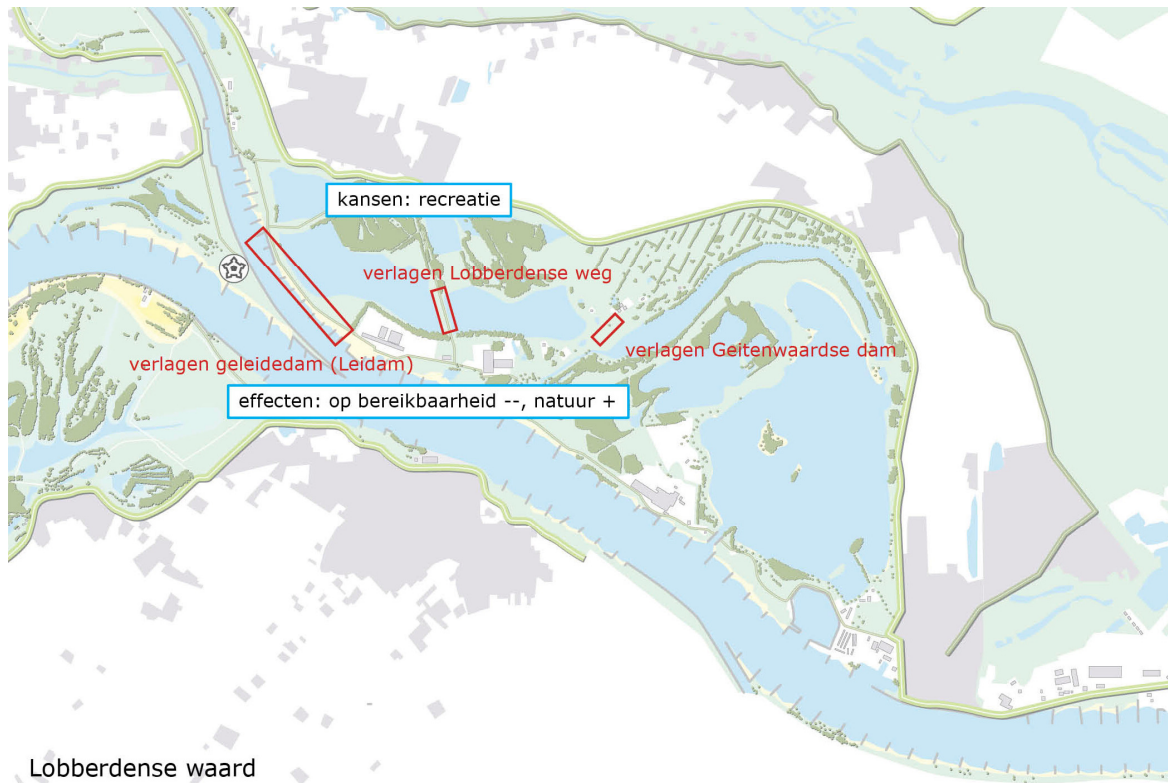 kansen: recreatie
verlagen Lobberdense weg
verlagen Geitenwaardse dam
verlagen geleidedam (Leidam)
effecten: op bereikbaarheid --, natuur +
Lobberdense waard